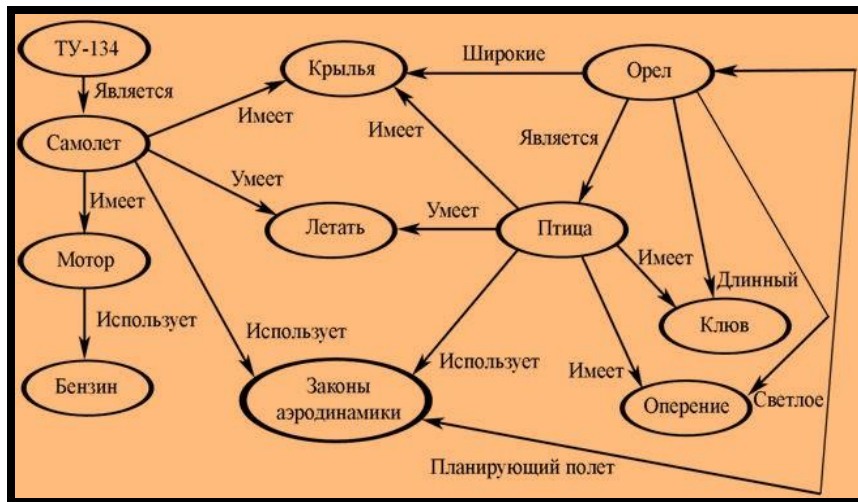 ТУ-134
Крылья
Широкие
Орел
Является
Имеет
Имеет
Является
Самолет
Умеет
Имеет
Летать
Умеет
Птица
Имеет
Мотор
Длинный
Клюв
Использует
Использует
Использует
Имеет
Бензин
Законы
аэродинамики
Оперение
Светлое
Планирующий полет